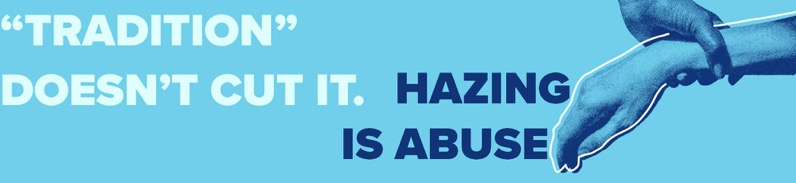 “TRADITION”
DOESN’T CUT IT.
HAZING
IS ABUSE